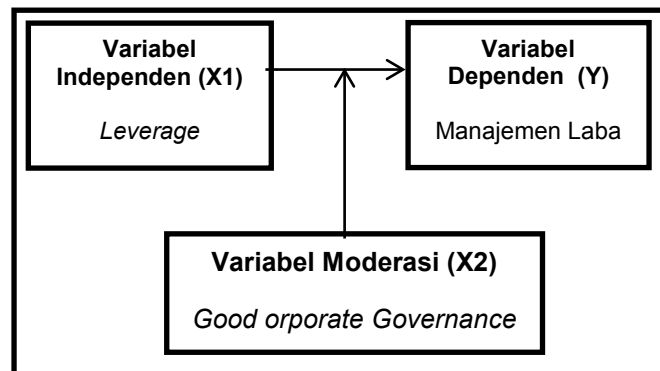 Variabel
Independen (X1)
Leverage
Variabel
Dependen (Y)
Manajemen Laba
Variabel Moderasi (X2)
Good orporate Governance